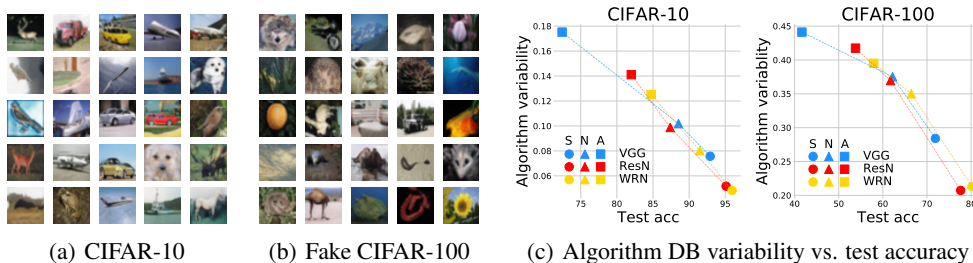 CIFAR-10
CIFAR-100
Algorithm variability
0.18
0.16
0.14
0.12
0.10
0.08
0.06
S N A
VGG
ResN
WRN
75 80 85 90 95
Test acc
Algorithm variability
0.45
0.40
0.35
0.30
0.25
0.20
S N A
VGG
ResN
WRN
40 50 60 70 80
Test acc
(a) CIFAR-10
(b) Fake CIFAR-100
(c) Algorithm DB variability vs. test accuracy